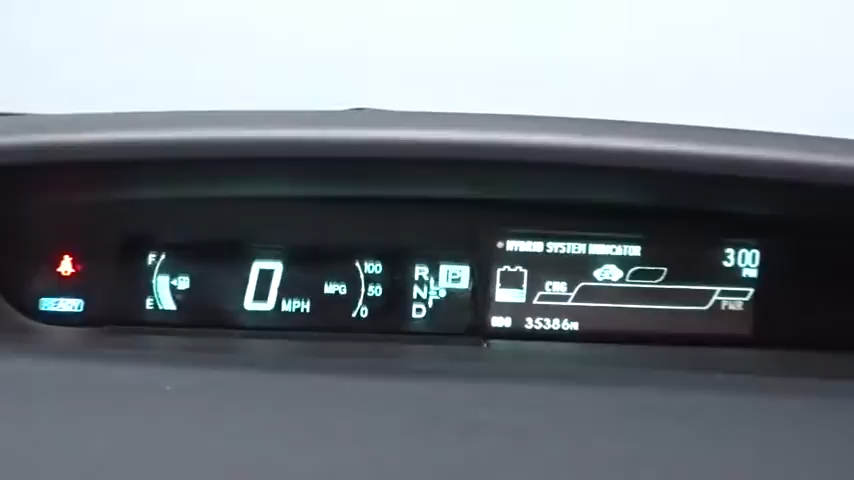 READY
F
E
0 MPH
MPG
100
50
0
R
N
D
P
HYBRID SYSTEM INDICATOR
3:00
PM
CHG
PWR
ODO 35386M